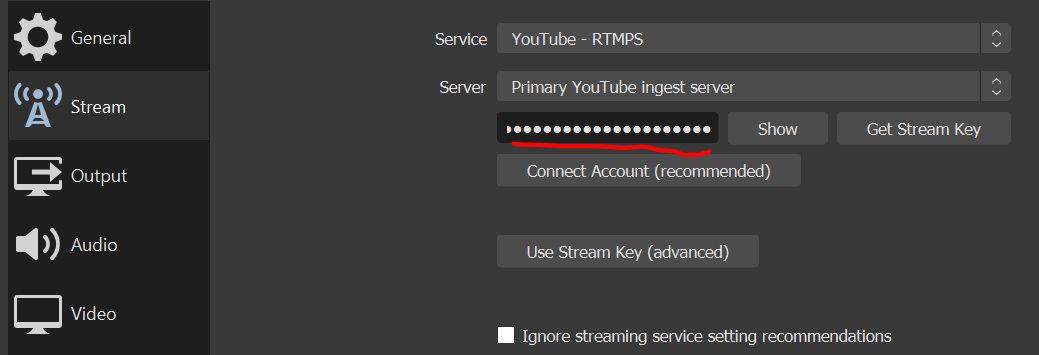 General
Stream
Output
Audio
Video
Service YouTube - RTMPS
Server Primary YouTube ingest server
●●●●●●●●●●●●●●●●●●●●● Show Get Stream Key
Connect Account (recommended)
Use Stream Key (advanced)
Ignore streaming service setting recommendations